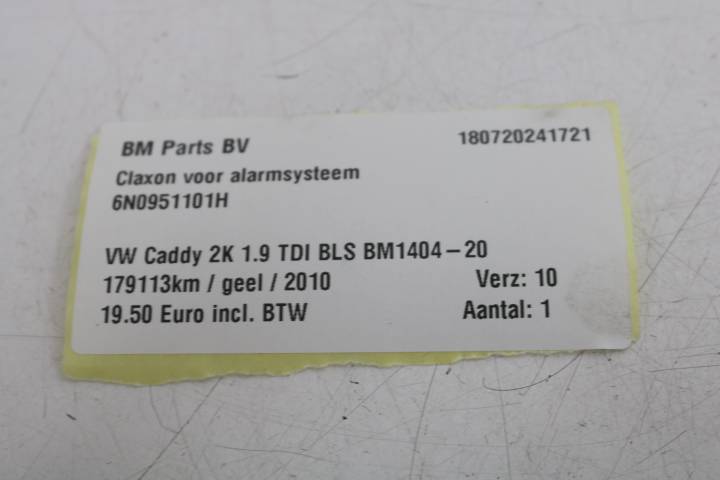 BM Parts BV 180720241721
Claxon voor alarmsysteem
6N0951101H
VW Caddy 2K 1.9 TDI BLS BM1404-20
179113km / geel / 2010 Verz: 10
19.50 Euro incl. BTW Aantal: 1